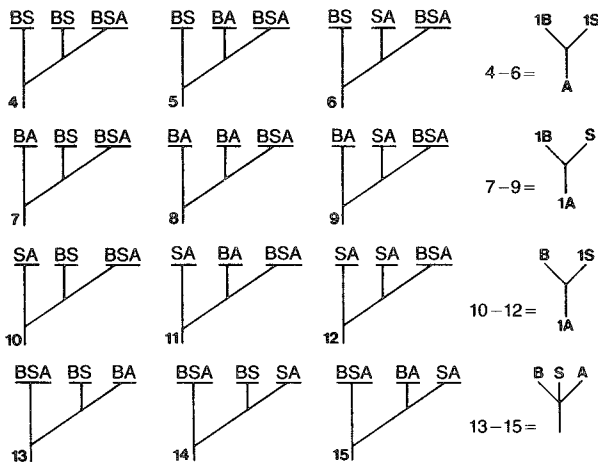 BS BS BSA BS BA BSA BS SA BSA 1B 1S
4 5 6 4–6= A
BA BS BSA BA BA BSA BA SA BSA 1B S
7 8 9 7–9= 1A
SA BS BSA SA BA BSA SA SA BSA B 1S
10 11 12 10–12= 1A
BSA BS BA BSA BS SA BSA BA SA B S A
13 14 15 13–15=